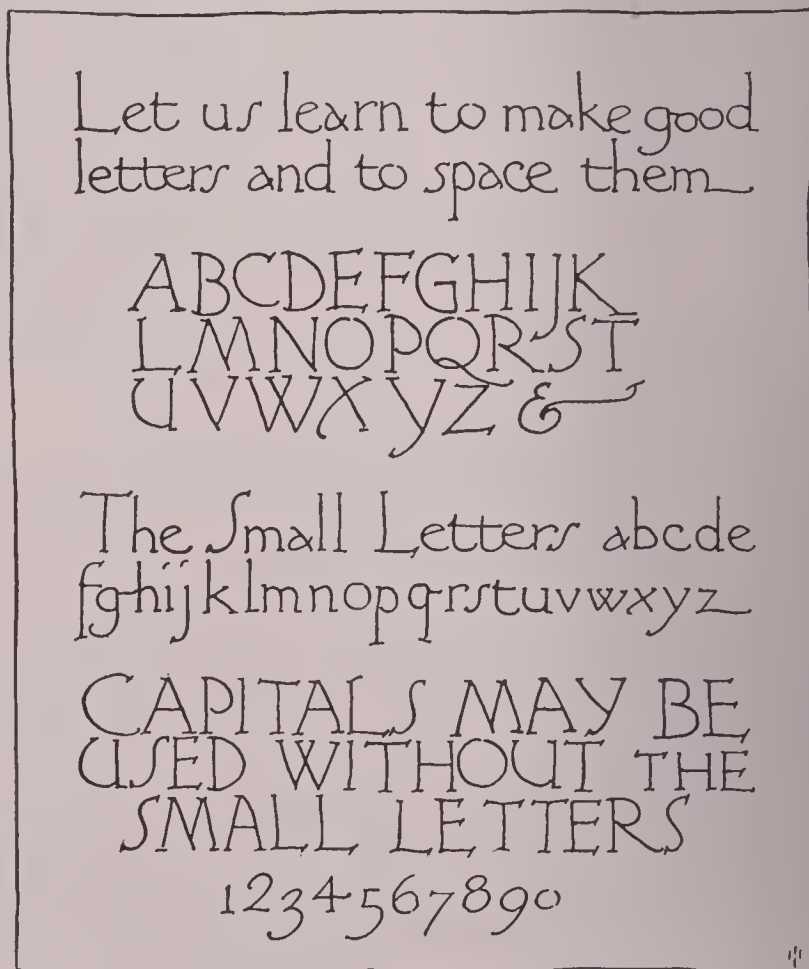 Let us learn to make good
letters and to space them
ABCDEFGHIJK
LMNOPQRST
UVWXYZ &
The Small Letters abcde
fghijklmnopqrstuvwxyz
CAPITALS MAY BE
USED WITHOUT THE
SMALL LETTERS
1234567890